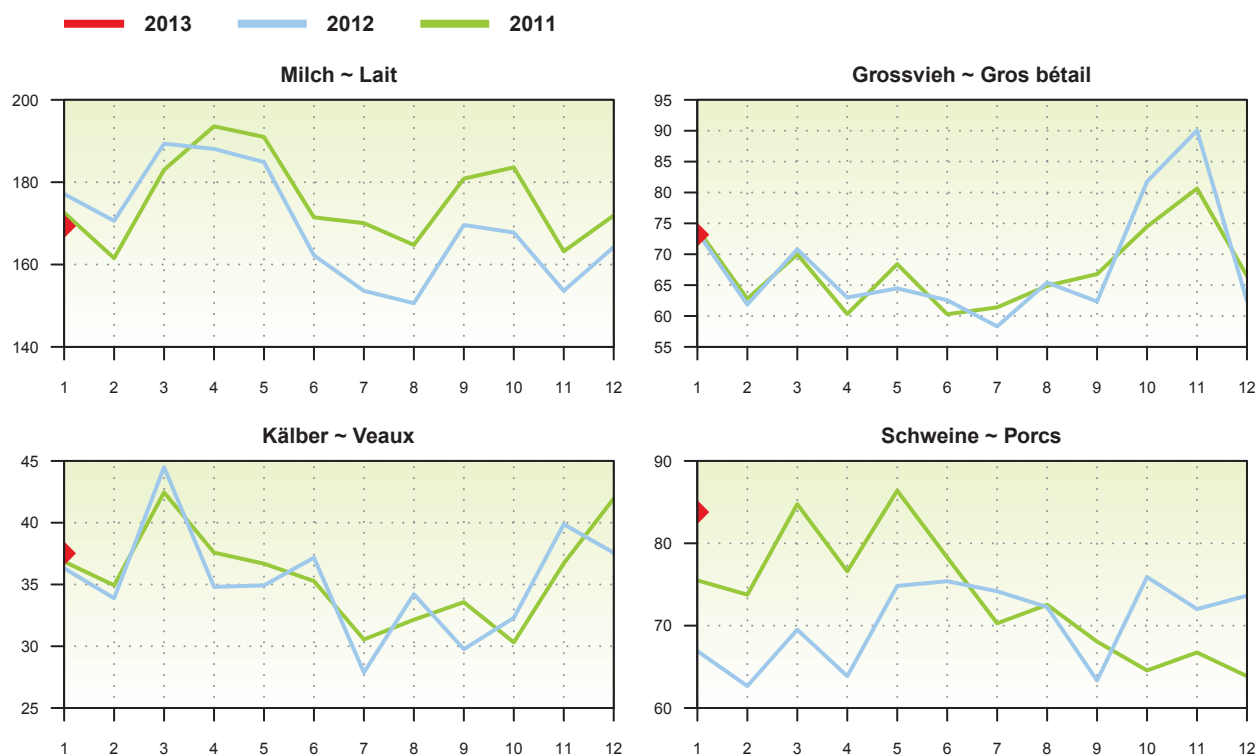 2013 2012 2011
Milch ~ Lait
200
180
160
140
1 2 3 4 5 6 7 8 9 10 11 12
Grossvieh ~ Gros bétail
95
90
85
80
75
70
65
60
55
1 2 3 4 5 6 7 8 9 10 11 12
Kälber ~ Veaux
45
40
35
30
25
1 2 3 4 5 6 7 8 9 10 11 12
Schweine ~ Porcs
90
80
70
60
1 2 3 4 5 6 7 8 9 10 11 12